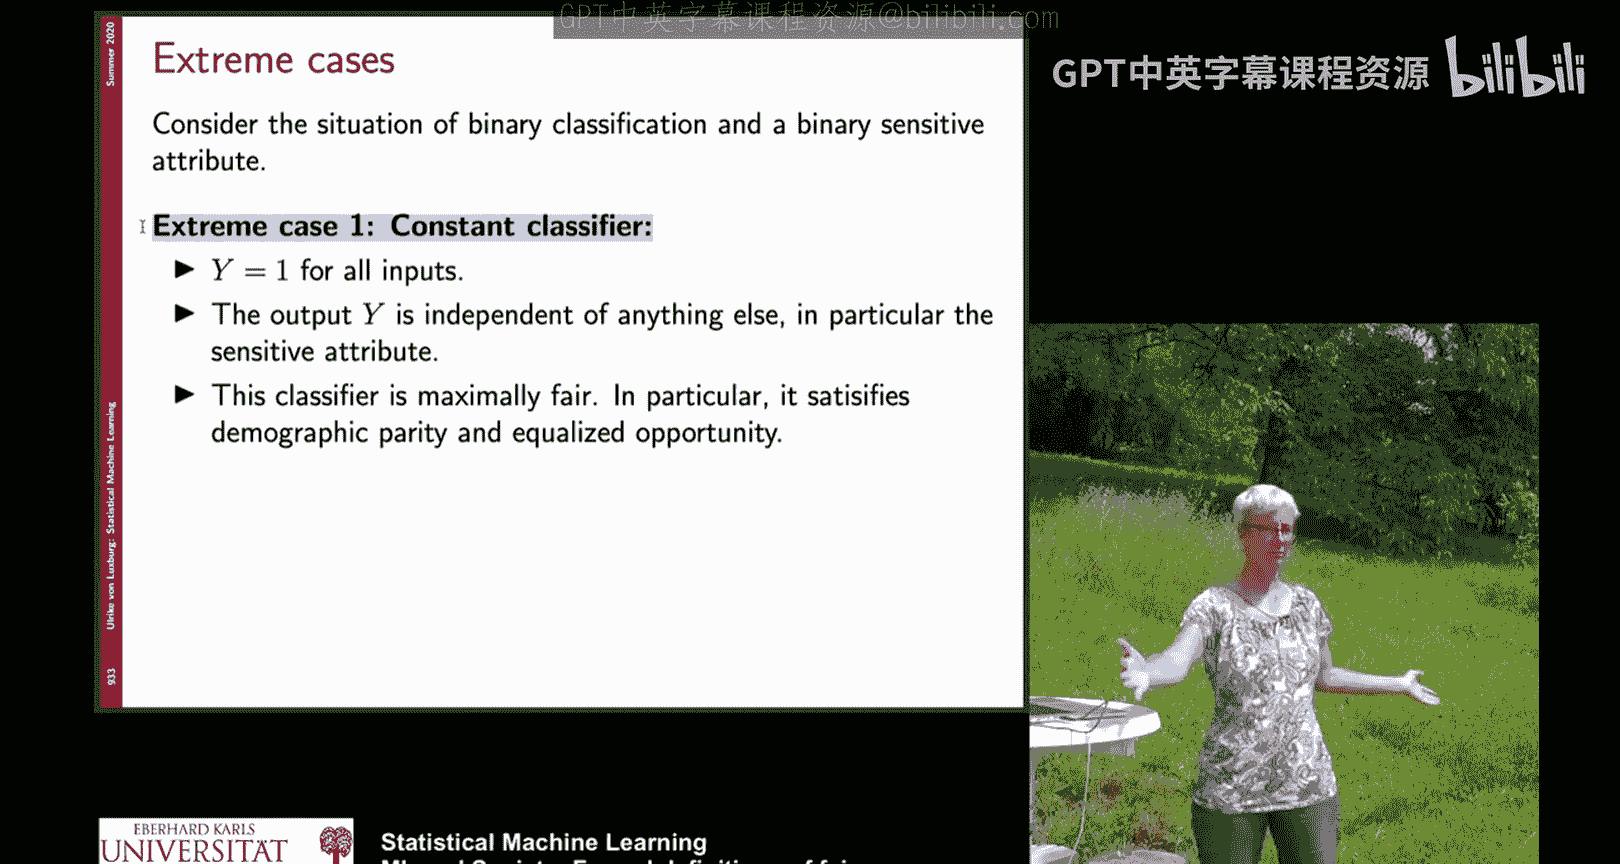 GPT中英字幕课程资源@bilibili.com
GPT中英字幕课程资源 bilibili
Summer 2020
Extreme cases
Consider the situation of binary classification and a binary sensitive
attribute.
Extreme case 1: Constant classifier:
▶ Y = 1 for all inputs.
▶ The output Y is independent of anything else, in particular the
sensitive attribute.
▶ This classifier is maximally fair. In particular, it satisifies
demographic parity and equalized opportunity.
Ulrike von Luxburg: Statistical Machine Learning
933
EBERHARD KARLS
UNIVERSITÄT
Statistical Machine Learning